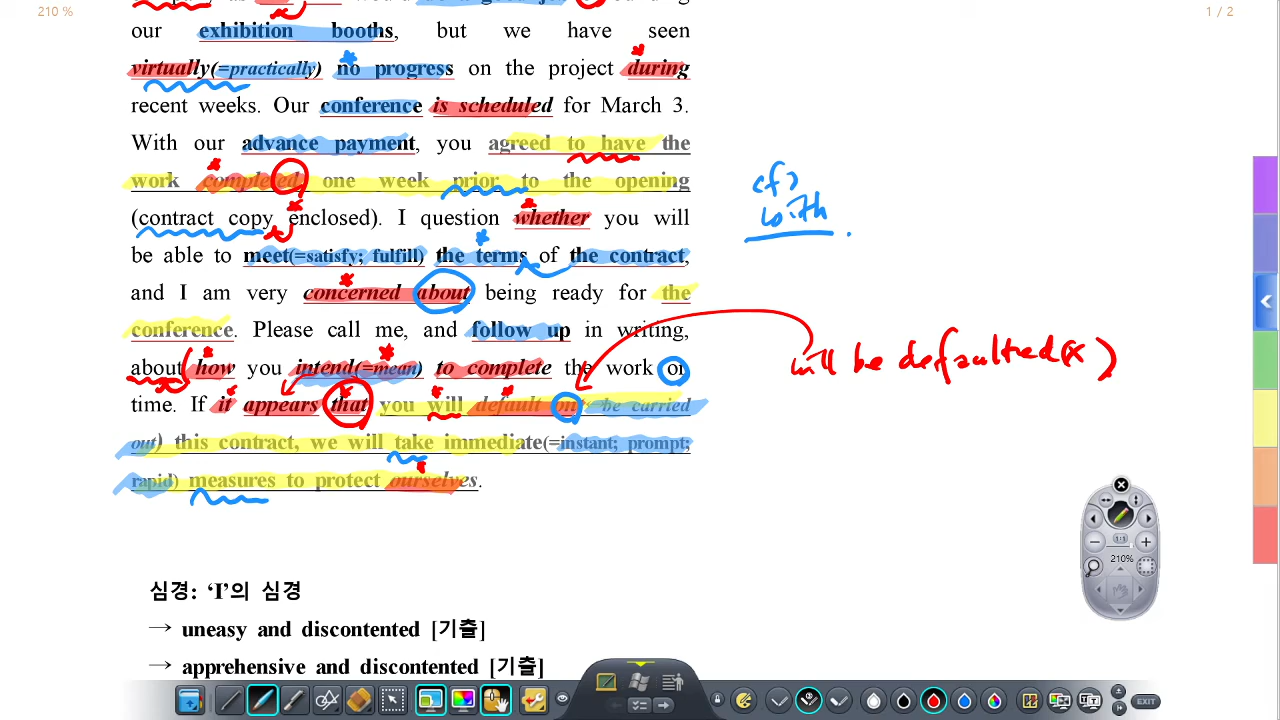 210 %
1 / 2
our exhibition booths, but we have seen
virtually(=practically) no progress on the project during
recent weeks. Our conference is scheduled for March 3.
With our advance payment, you agreed to have the
work completed one week prior to the opening
(contract copy enclosed). I question whether you will
be able to meet(=satisfy; fulfill) the terms of the contract,
and I am very concerned about being ready for the
conference. Please call me, and follow up in writing,
about how you intend(=mean) to complete the work on
time. If it appears that you will default on( be carried
out) this contract, we will take immediate(=instant; prompt;
rapid) measures to protect ourselves.
cf)
with
will be defaulted(x)
심경: ‘I’의 심경
→ uneasy and discontented [기출]
→ apprehensive and discontented [기출]
1:1
210%
EXIT